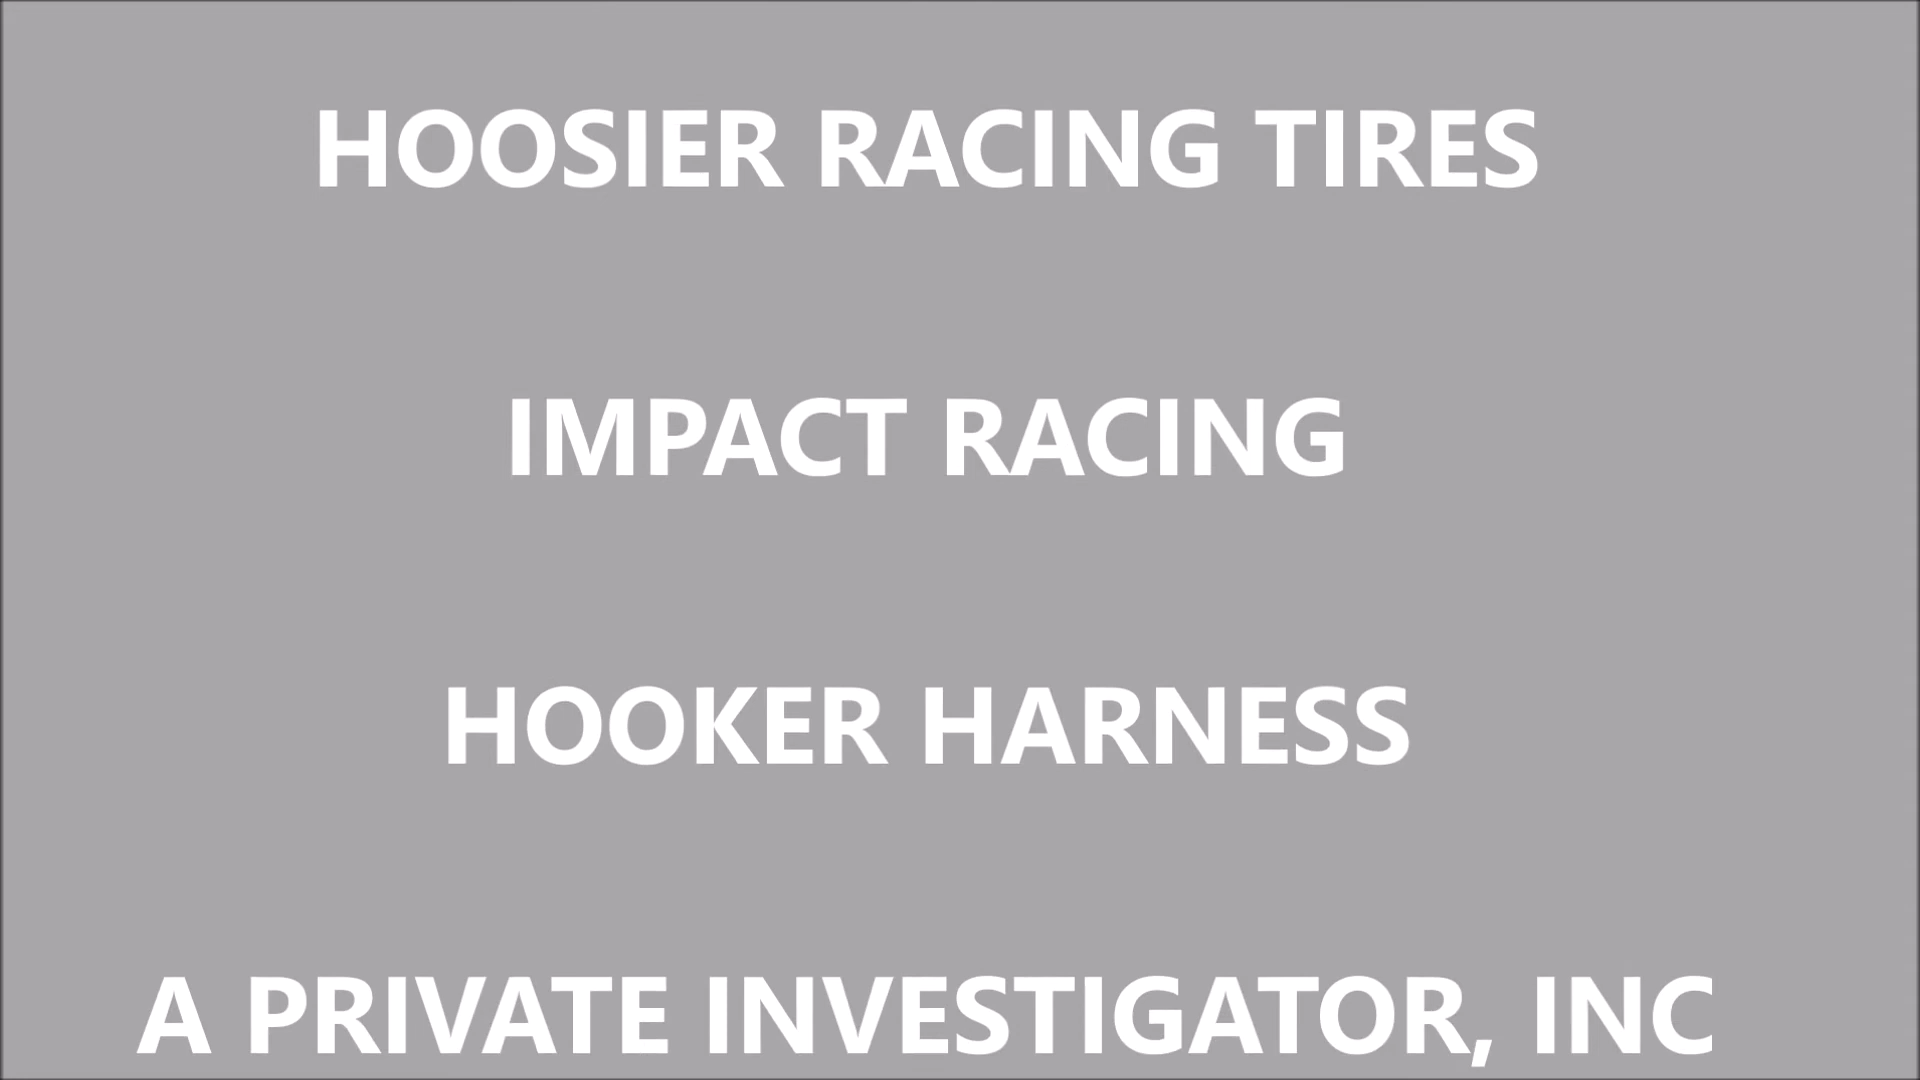 HOOSIER RACING TIRES
IMPACT RACING
HOOKER HARNESS
A PRIVATE INVESTIGATOR, INC